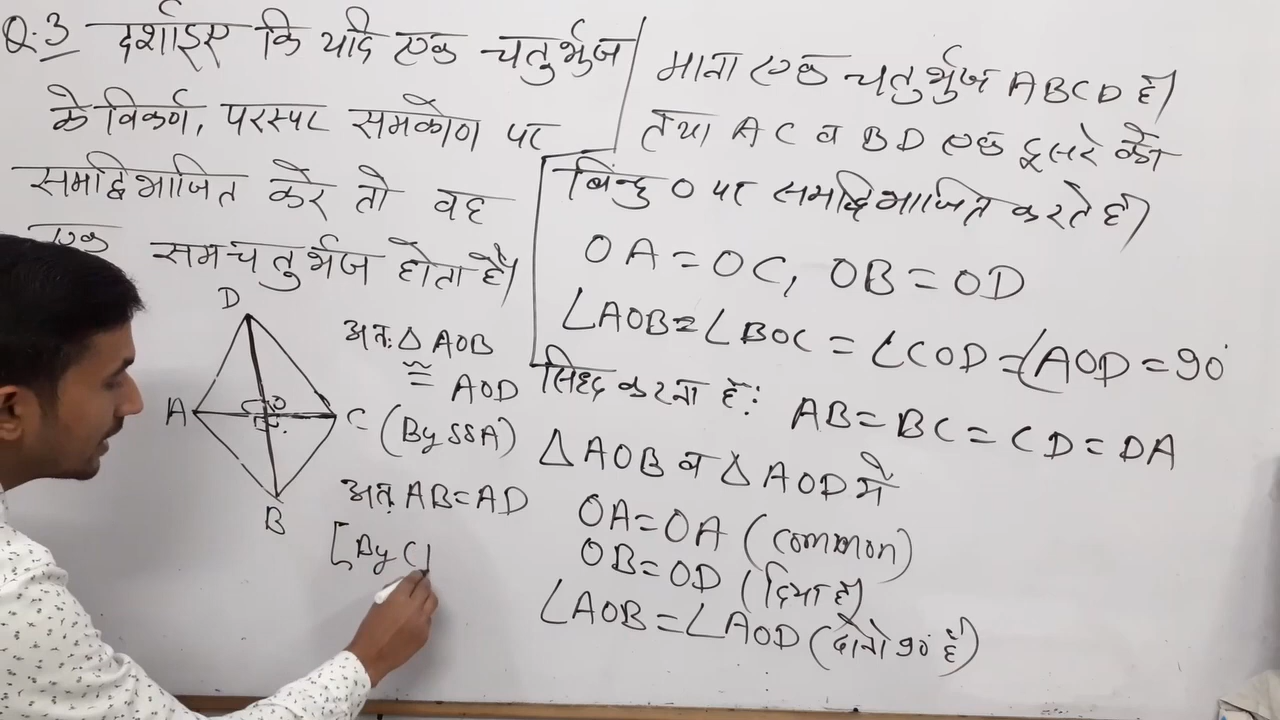 Q.3 दर्शाइए कि यदि एक चतुर्भुज
के विकर्ण, परस्पर समकोण पर
समद्विभाजित करे तो वह
एक समचतुर्भुज होता है।
D
A
O
C
B
अतः △ AOB
≅ AOD
(By SSA)
अतः AB=AD
[By C
माना एक चतुर्भुज ABCD है।
तथा AC व BD एक दूसरे को
बिन्दु O पर समद्विभाजित करते है।
OA=OC, OB=OD
∠AOB=∠BOC=∠COD=∠AOD=90°
सिध्द करना है: AB=BC=CD=DA
△AOB व △AOD मे
OA=OA (common)
OB=OD (दिया है)
∠AOB=∠AOD (दोनो 90° है)